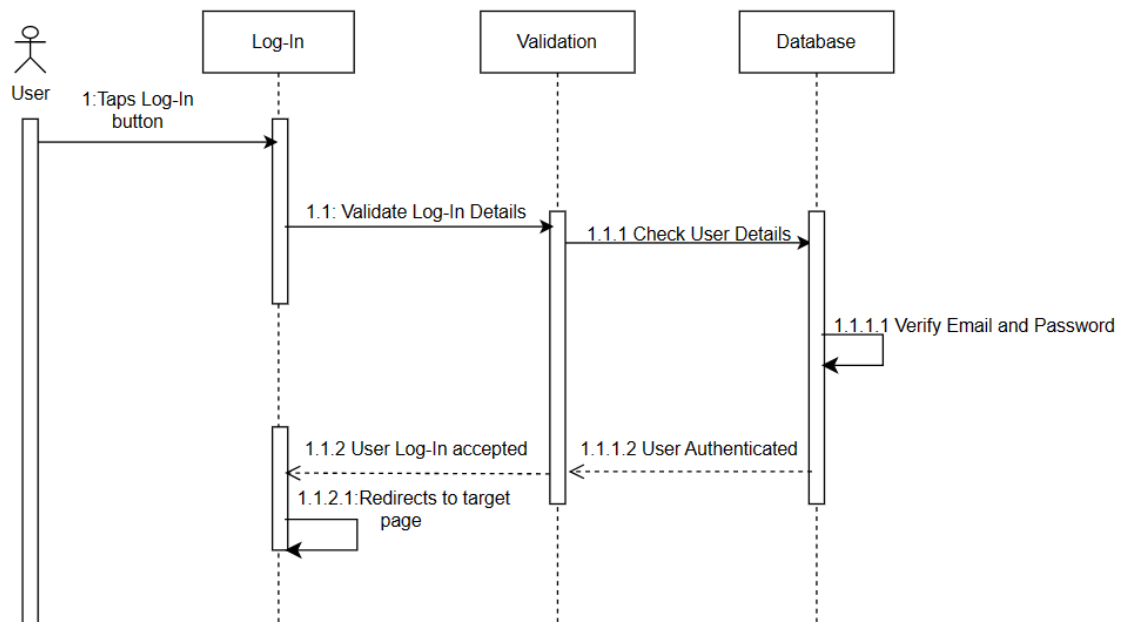 Log-In
Validation
Database
User
1:Taps Log-In
button
1.1: Validate Log-In Details
1.1.1 Check User Details
1.1.1.1 Verify Email and Password
1.1.2 User Log-In accepted
1.1.1.2 User Authenticated
1.1.2.1:Redirects to target
page